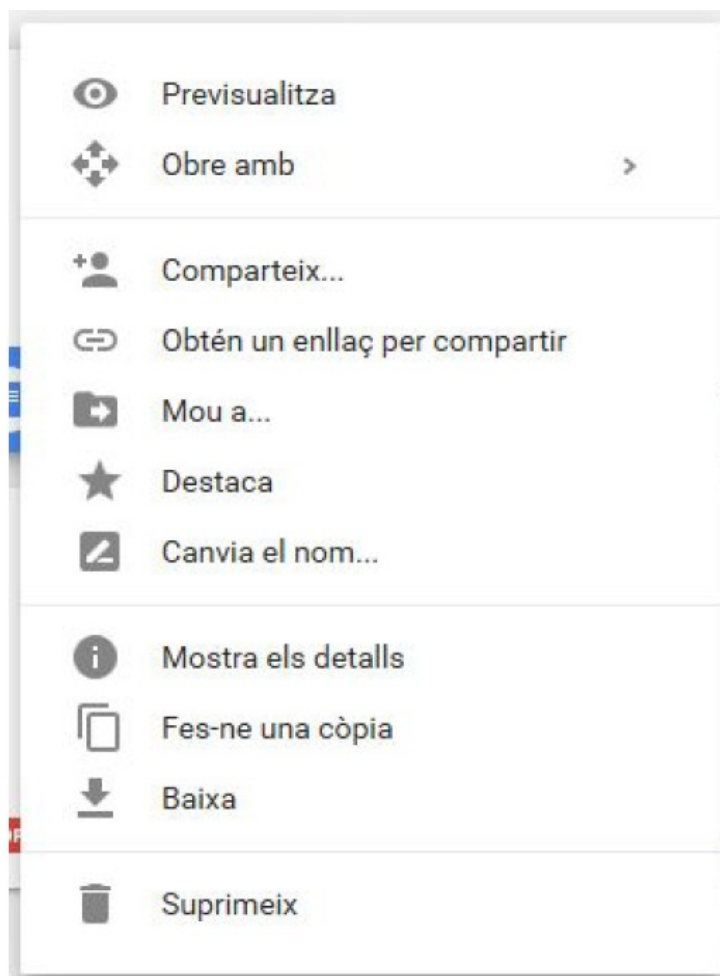 Previsualitza
Obre amb
Comparteix...
Obtén un enllaç per compartir
Mou a...
Destaca
Canvia el nom...
Mostra els detalls
Fes-ne una còpia
Baixa
Suprimeix